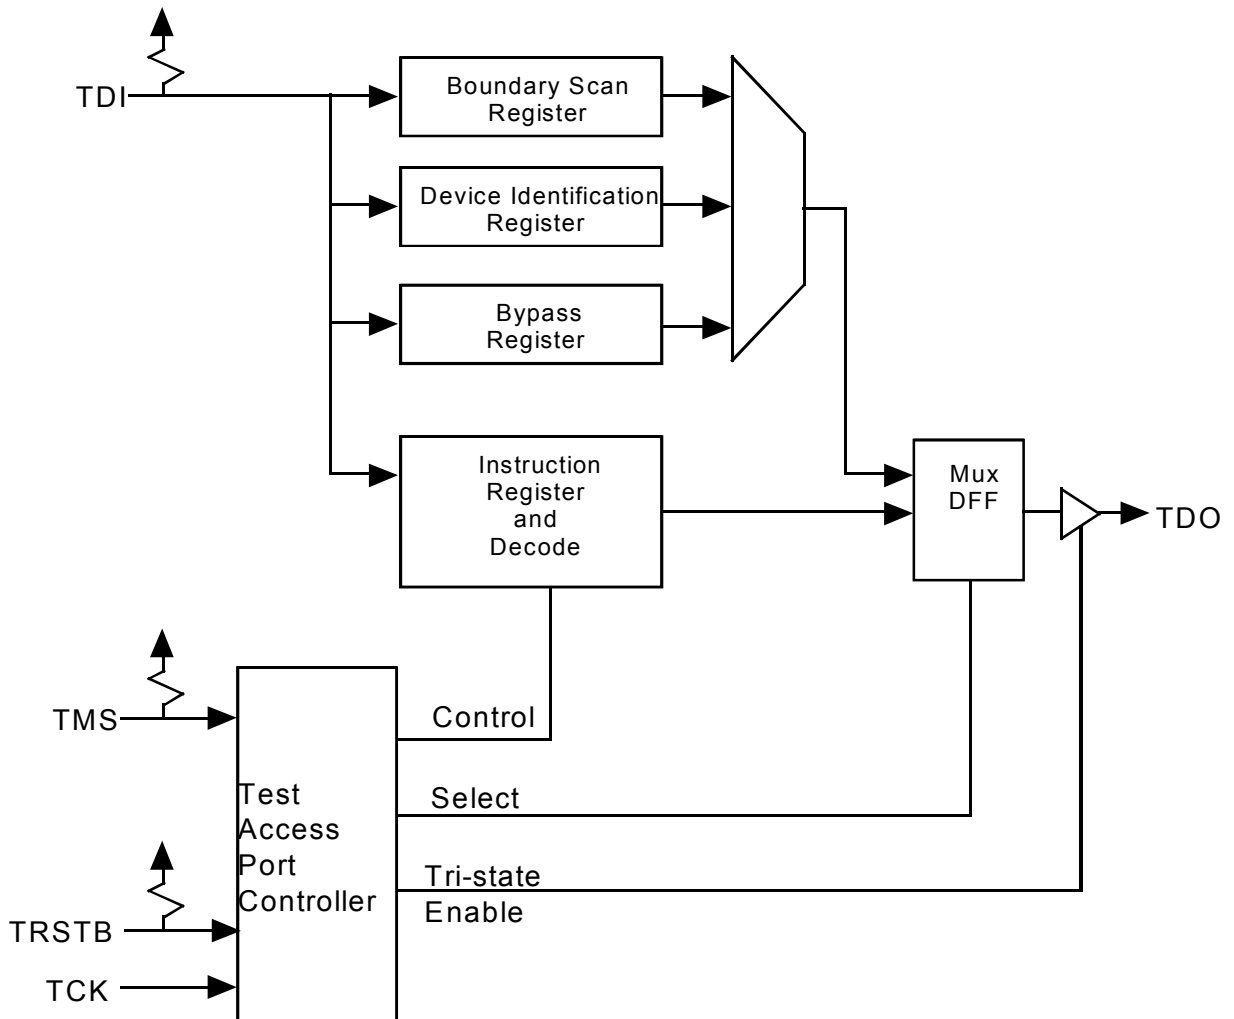 TDI
Boundary Scan
Register
Device Identification
Register
Bypass
Register
Instruction
Register
and
Decode
Mux
DFF
TDO
TMS
Control
Test
Access
Port
Controller
Select
Tri-state
Enable
TRSTB
TCK